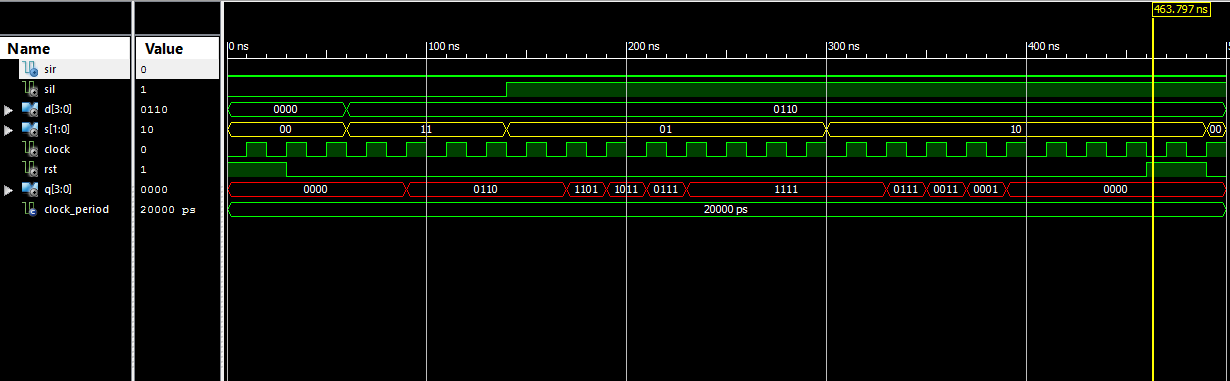 463.797 ns
Name Value 0 ns 100 ns 200 ns 300 ns 400 ns
sir 0
sil 1
d[3:0] 0110 0000 0110
s[1:0] 10 00 11 01 10 00
clock 0
rst 1
q[3:0] 0000 0000 0110 1101 1011 0111 1111 0111 0011 0001 0000
clock_period 20000 ps 20000 ps